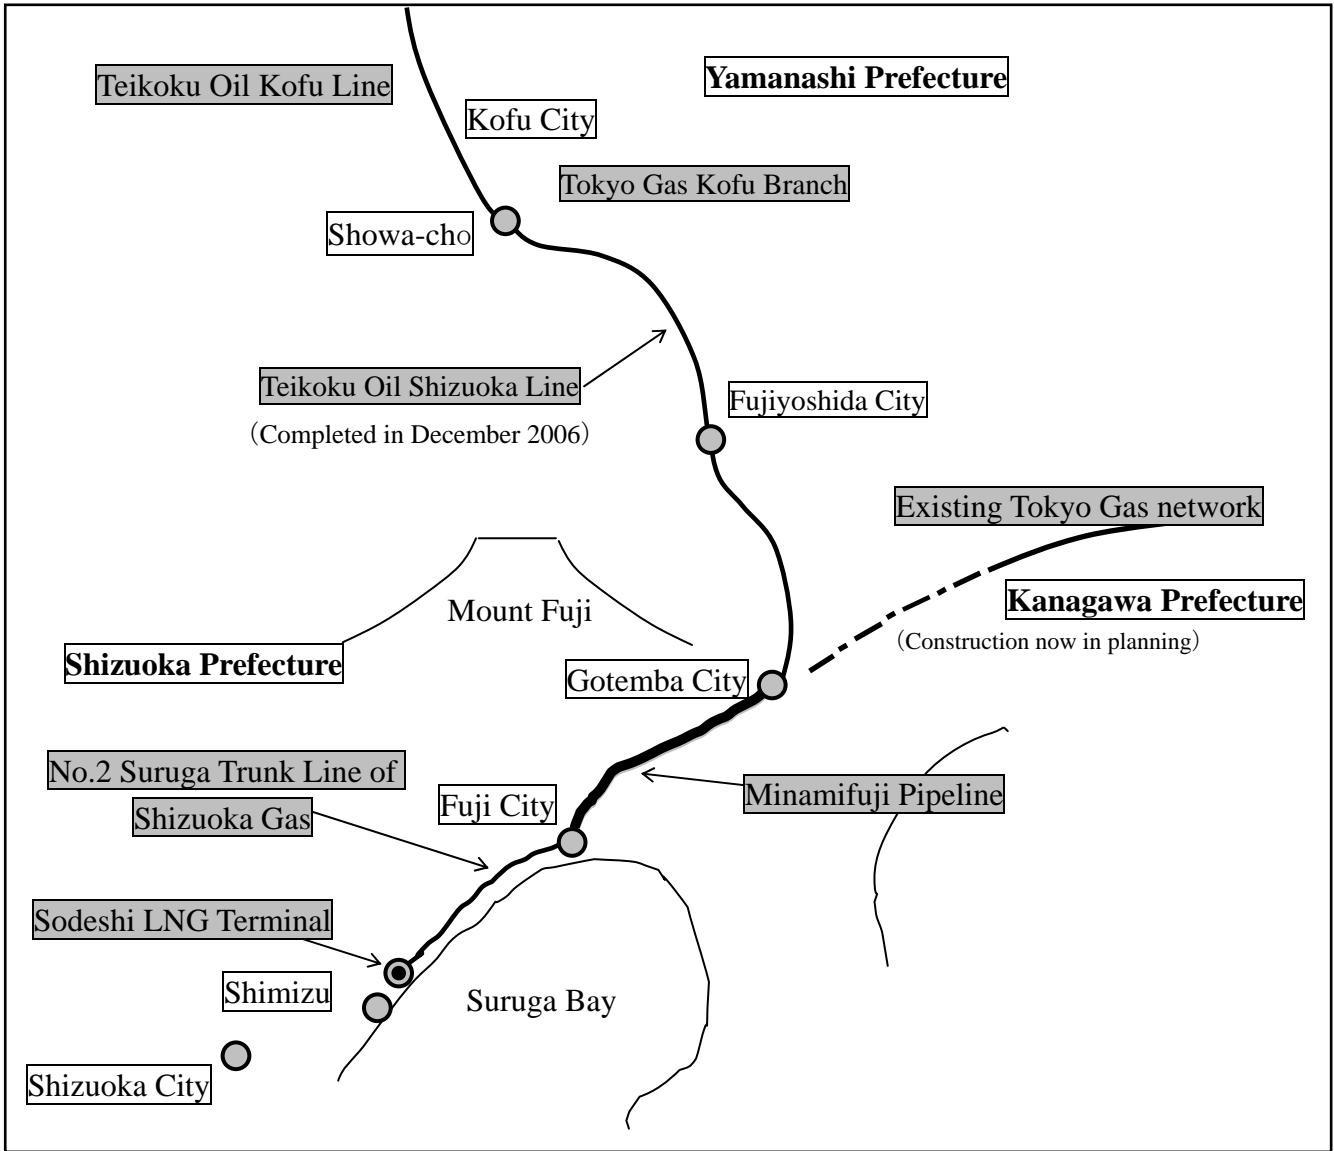 Teikoku Oil Kofu Line
Yamanashi Prefecture
Kofu City
Tokyo Gas Kofu Branch
Showa-cho
Teikoku Oil Shizuoka Line
（Completed in December 2006）
Fujiyoshida City
Existing Tokyo Gas network
Kanagawa Prefecture
（Construction now in planning）
Mount Fuji
Shizuoka Prefecture
Gotemba City
No.2 Suruga Trunk Line of
Shizuoka Gas
Fuji City
Minamifuji Pipeline
Sodeshi LNG Terminal
Shimizu
Suruga Bay
Shizuoka City